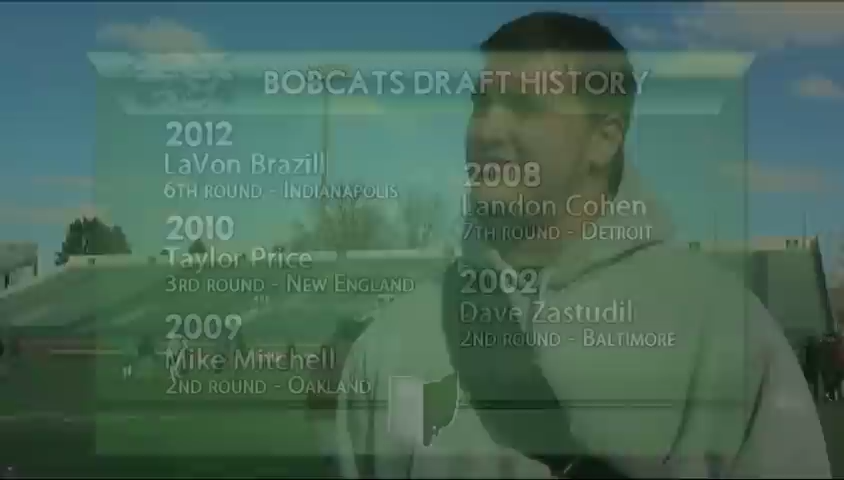 BOBCATS DRAFT HISTORY
2012
LaVon Brazill
6TH ROUND - INDIANAPOLIS
2010
Taylor Price
3RD ROUND - NEW ENGLAND
2009
Mike Mitchell
2ND ROUND - OAKLAND
2008
Landon Cohen
7TH ROUND - DETROIT
2002
Dave Zastudil
2ND ROUND - BALTIMORE